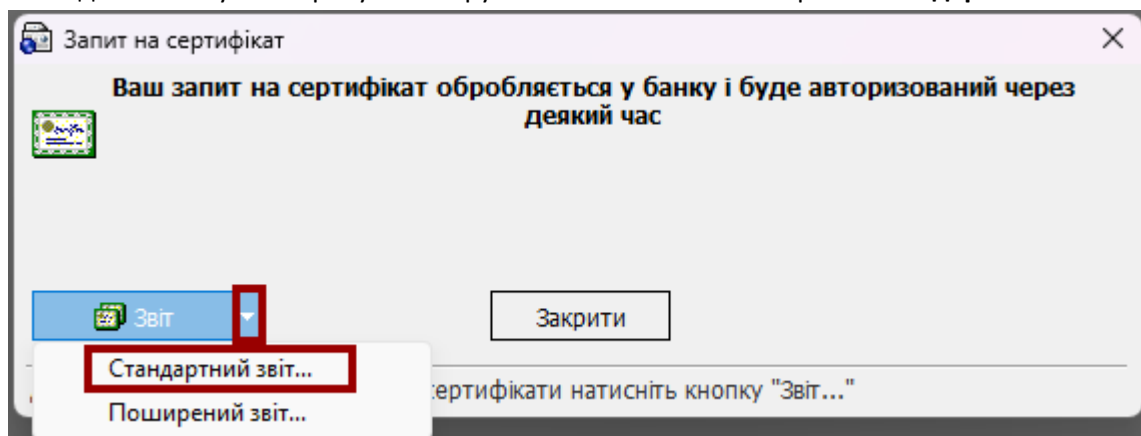 Запит на сертифікат
Ваш запит на сертифікат обробляється у банку і буде авторизований через
деякий час
Звіт
Закрити
Стандартний звіт...
натисніть кнопку "Звіт..."
Поширений звіт...